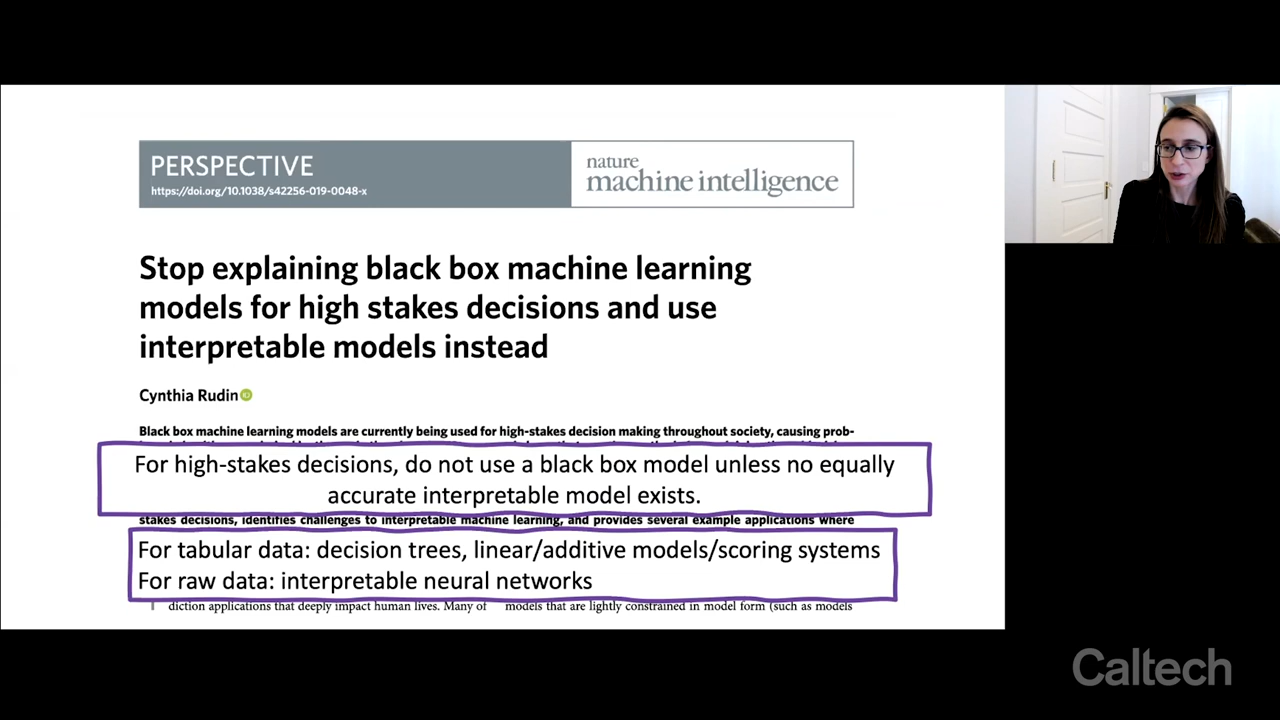 PERSPECTIVE
https://doi.org/10.1038/s42256-019-0048-x
nature
machine intelligence
Stop explaining black box machine learning
models for high stakes decisions and use
interpretable models instead
Cynthia Rudin
Black box machine learning models are currently being used for high-stakes decision making throughout society, causing prob-
For high-stakes decisions, do not use a black box model unless no equally
accurate interpretable model exists.
stakes decisions, identifies challenges to interpretable machine learning, and provides several example applications where
For tabular data: decision trees, linear/additive models/scoring systems
For raw data: interpretable neural networks
diction applications that deeply impact human lives. Many of
models that are lightly constrained in model form (such as models
Caltech